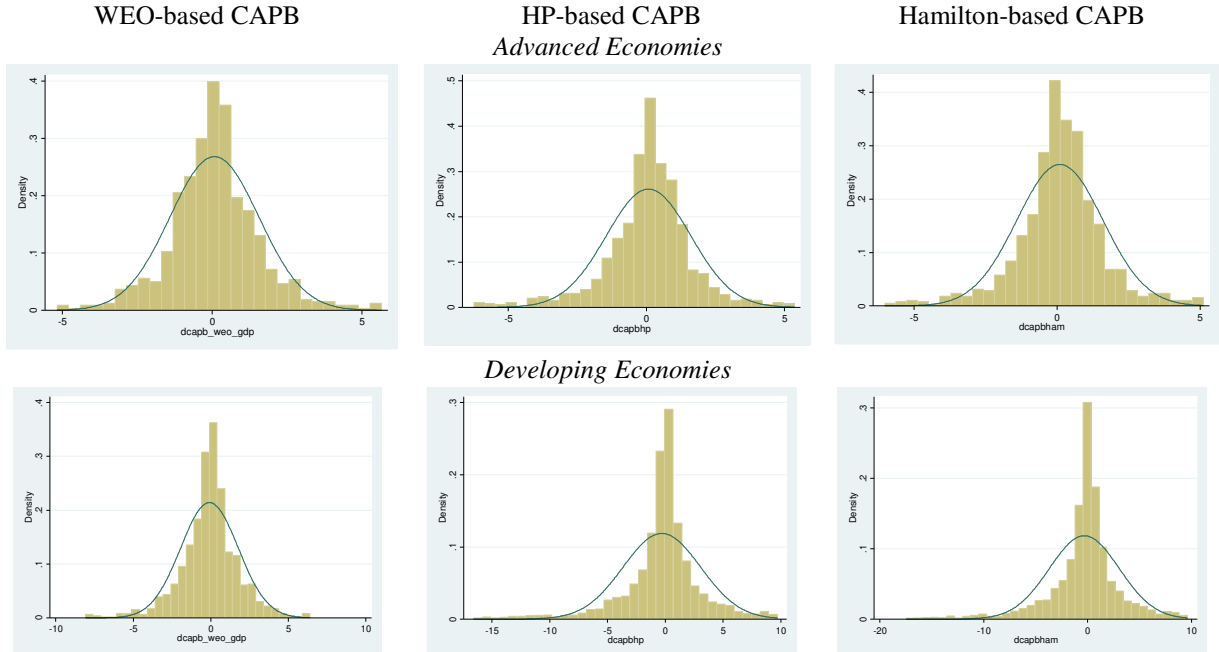 WEO-based CAPB HP-based CAPB Hamilton-based CAPB
Advanced Economies
Density
0 .1 .2 .3 .4
-5 0 5
dcapb_weo_gdp
Density
0 .1 .2 .3 .4 .5
-5 0 5
dcapbhp
Density
0 .1 .2 .3 .4
-5 0 5
dcapbham
Developing Economies
Density
0 .1 .2 .3 .4
-10 -5 0 5 10
dcapb_weo_gdp
Density
0 .1 .2 .3
-15 -10 -5 0 5 10
dcapbhp
Density
0 .1 .2 .3
-20 -10 0 10
dcapbham